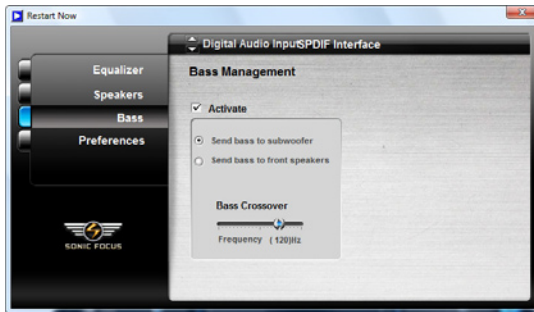 Restart Now
Digital Audio InputSPDIF Interface
Equalizer
Speakers
Bass
Preferences
SONIC FOCUS
Bass Management
Activate
Send bass to subwoofer
Send bass to front speakers
Bass Crossover
Frequency ( 120)Hz